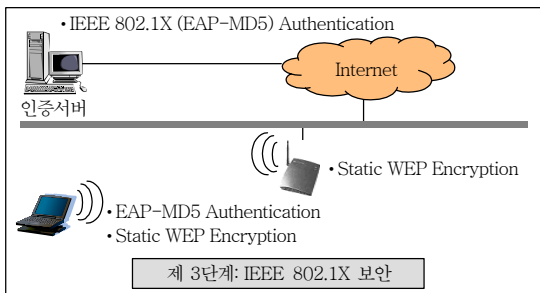 • IEEE 802.1X (EAP-MD5) Authentication
Internet
인증서버
• Static WEP Encryption
• EAP-MD5 Authentication
• Static WEP Encryption
제 3단계: IEEE 802.1X 보안